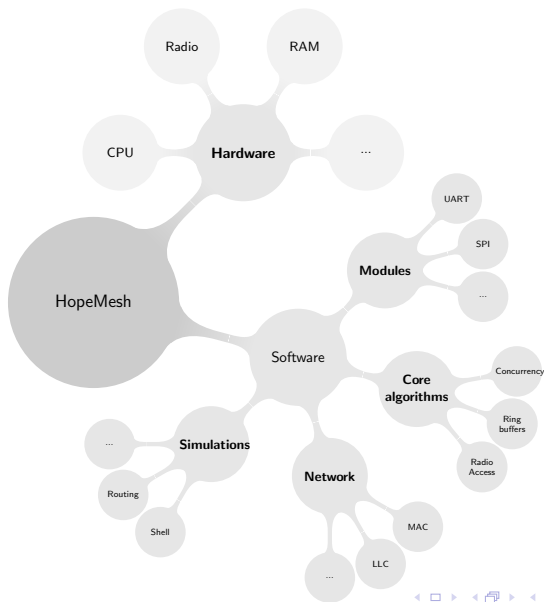 Radio
RAM
CPU
Hardware
...
UART
HopeMesh
Modules
SPI
...
Software
Concurrency
Core
algorithms
Ring
buffers
Radio
Access
...
Simulations
Routing
Shell
Network
MAC
LLC
...